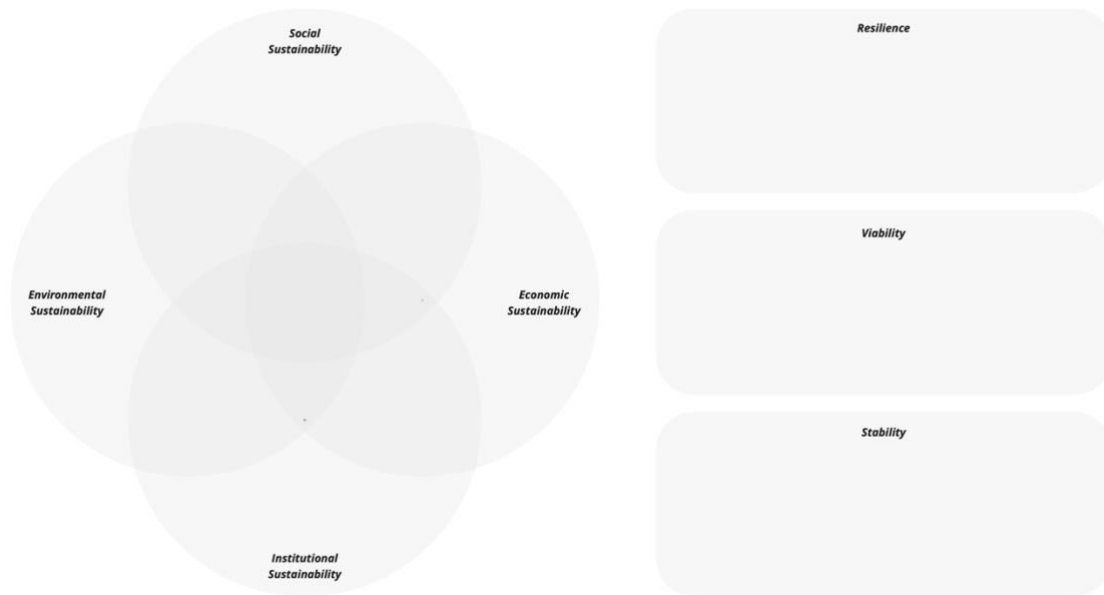 Social
Sustainability
Environmental
Sustainability
Economic
Sustainability
Institutional
Sustainability
Resilience
Viability
Stability